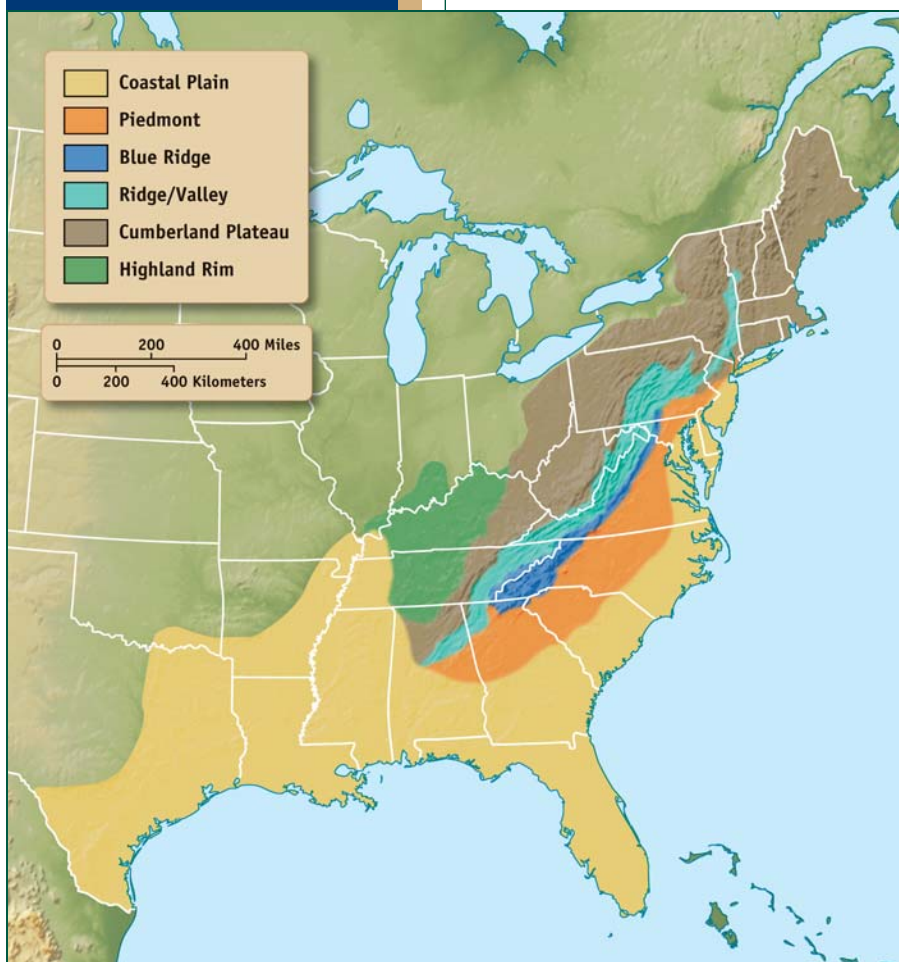 Coastal Plain
Piedmont
Blue Ridge
Ridge/Valley
Cumberland Plateau
Highland Rim
0 200 400 Miles
0 200 400 Kilometers